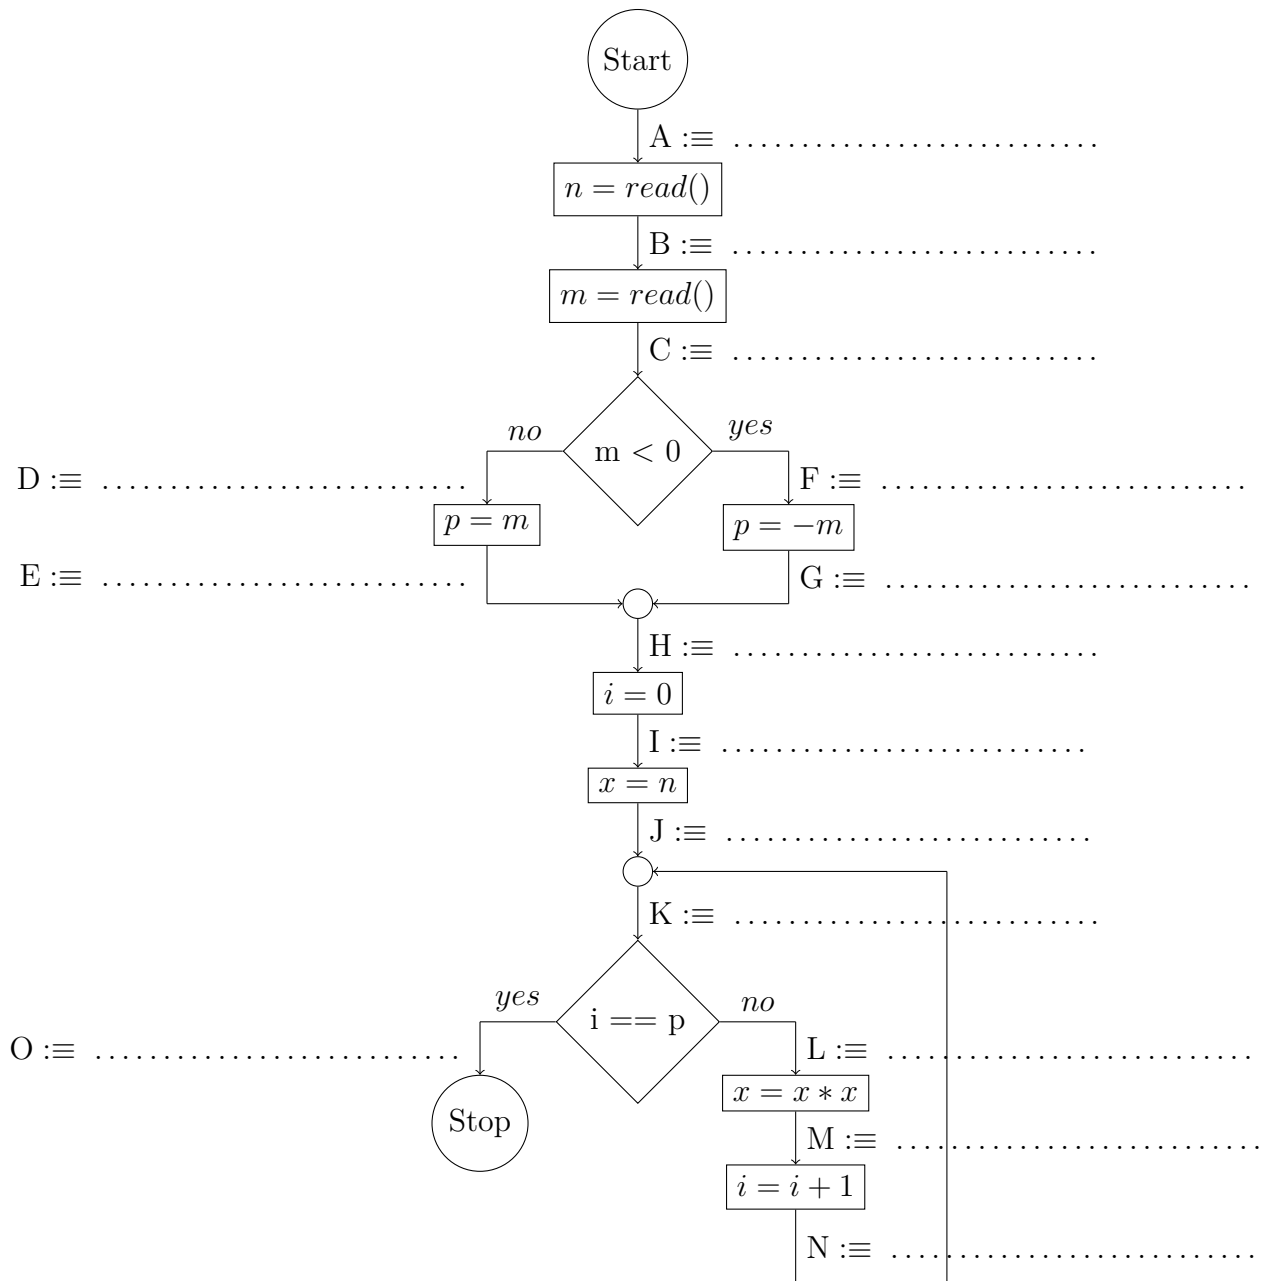 Start
A :≡ ...........................
n = read()
B :≡ ...........................
m = read()
C :≡ ...........................
no
yes
m < 0
D :≡ ...........................
F :≡ ...........................
p = m
p = −m
E :≡ ...........................
G :≡ ...........................
H :≡ ...........................
i = 0
I :≡ ...........................
x = n
J :≡ ...........................
K :≡ ...........................
yes
no
i == p
O :≡ ...........................
L :≡ ...........................
x = x ∗ x
Stop
M :≡ ...........................
i = i + 1
N :≡ ...........................